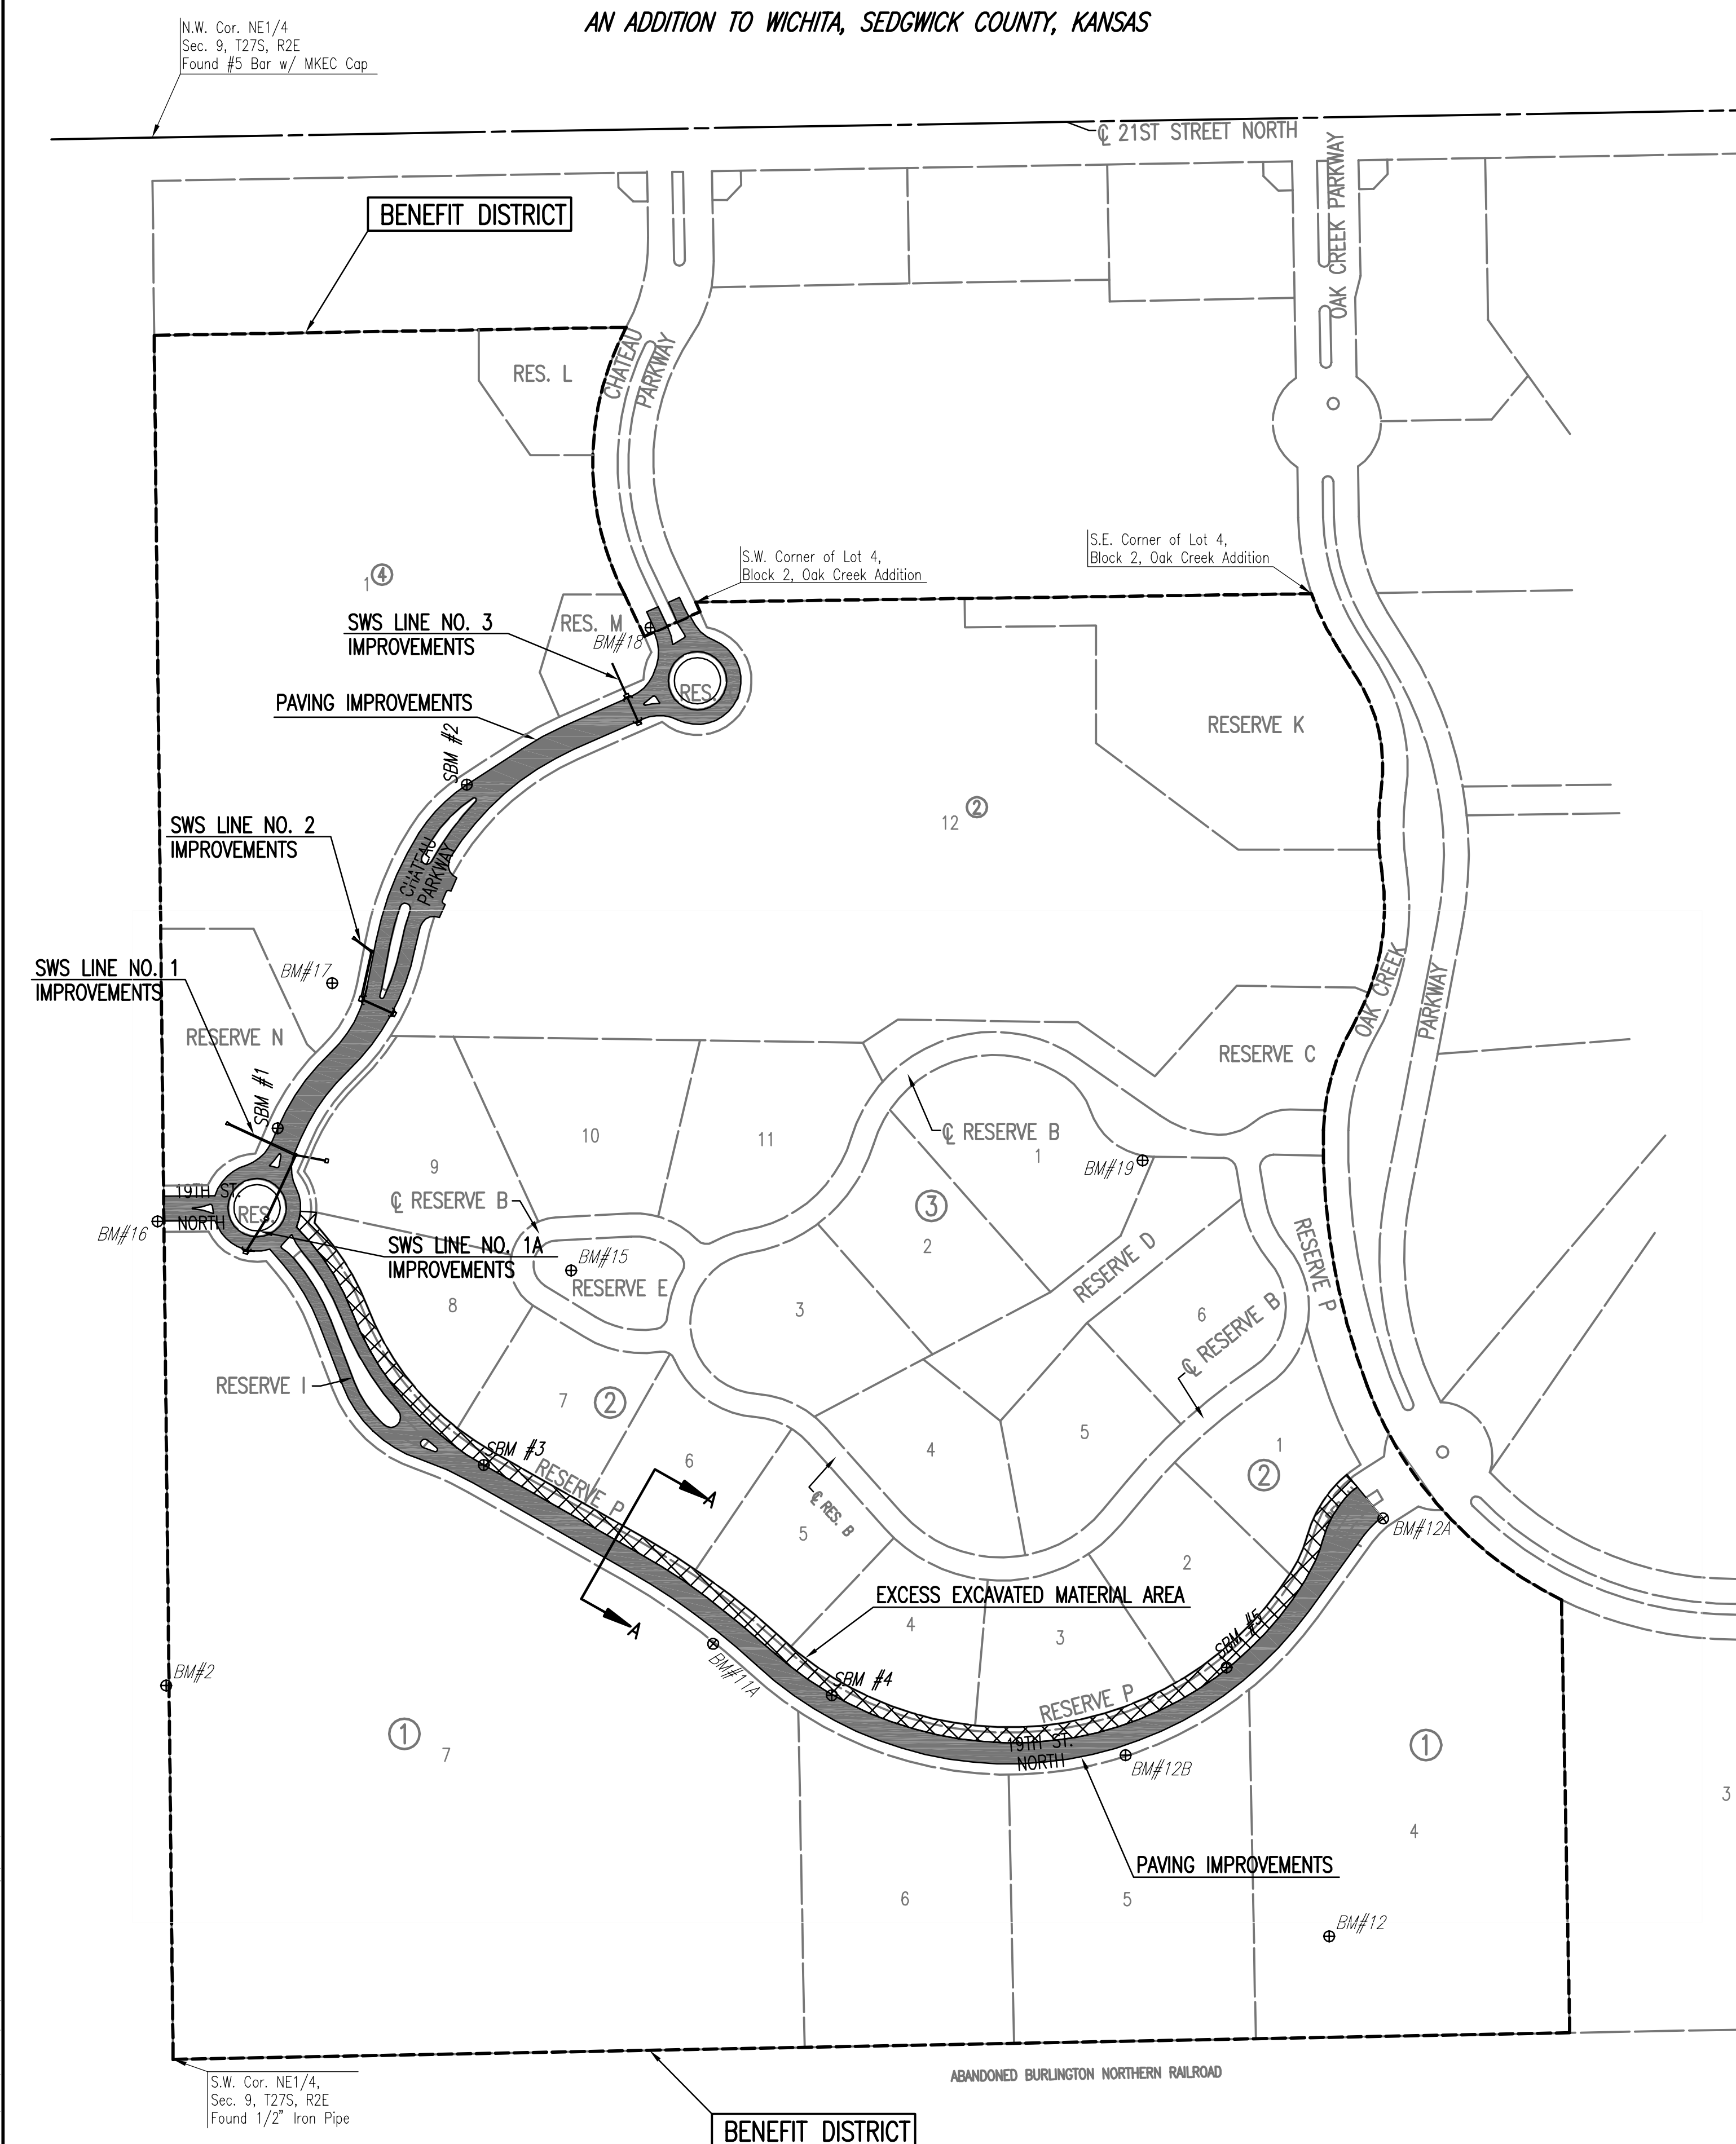 AN ADDITION TO WICHITA, SEDGWICK COUNTY, KANSAS
N.W. Cor. NE1/4
Sec. 9, T27S, R2E
Found #5 Bar w/ MKEC Cap
℄ 21ST STREET NORTH
OAK CREEK PARKWAY
BENEFIT DISTRICT
RES. L
CHATEAU
PARKWAY
S.W. Corner of Lot 4,
Block 2, Oak Creek Addition
S.E. Corner of Lot 4,
Block 2, Oak Creek Addition
1 4
SWS LINE NO. 3
IMPROVEMENTS
RES. M
BM#18
RES.
PAVING IMPROVEMENTS
SBM #2
RESERVE K
12 2
SWS LINE NO. 2
IMPROVEMENTS
CHATEAU
PARKWAY
SWS LINE NO. 1
IMPROVEMENTS
BM#17
RESERVE N
OAK CREEK
PARKWAY
RESERVE C
SBM #1
9
10
11
℄ RESERVE B
1
BM#19
19TH ST.
NORTH
RES.
BM#16
℄ RESERVE B
SWS LINE NO. 1A
IMPROVEMENTS
BM#15
RESERVE E
3
2
RESERVE D
RESERVE P
8
3
6
℄ RESERVE B
RESERVE I
7
2
6
4
5
1
2
SBM #3
RESERVE P
A
A
5
℄ RES. B
BM#12A
2
EXCESS EXCAVATED MATERIAL AREA
4
3
SBM #5
BM#11A
SBM #4
RESERVE P
19TH ST.
NORTH
BM#12B
BM#2
1
7
1
3
4
PAVING IMPROVEMENTS
6
5
BM#12
ABANDONED BURLINGTON NORTHERN RAILROAD
S.W. Cor. NE1/4,
Sec. 9, T27S, R2E
Found 1/2" Iron Pipe
BENEFIT DISTRICT